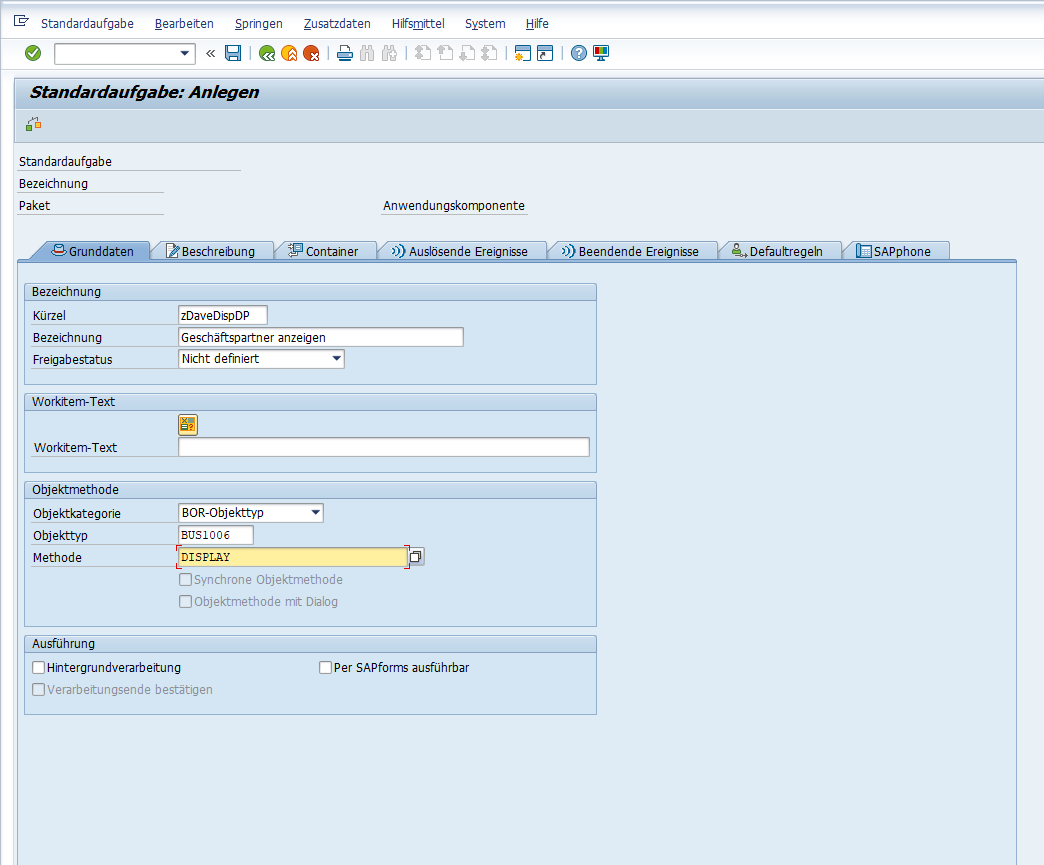 Standardaufgabe Bearbeiten Springen Zusatzdaten Hilfsmittel System Hilfe
Standardaufgabe: Anlegen
Standardaufgabe
Bezeichnung
Paket Anwendungskomponente
Grunddaten Beschreibung Container Auslösende Ereignisse Beendende Ereignisse Defaultregeln SAPphone
Bezeichnung
Kürzel zDaveDispDP
Bezeichnung Geschäftspartner anzeigen
Freigabestatus Nicht definiert
Workitem-Text
Workitem-Text
Objektmethode
Objektkategorie BOR-Objekttyp
Objekttyp BUS1006
Methode DISPLAY
Synchrone Objektmethode
Objektmethode mit Dialog
Ausführung
Hintergrundverarbeitung Per SAPforms ausführbar
Verarbeitungsende bestätigen